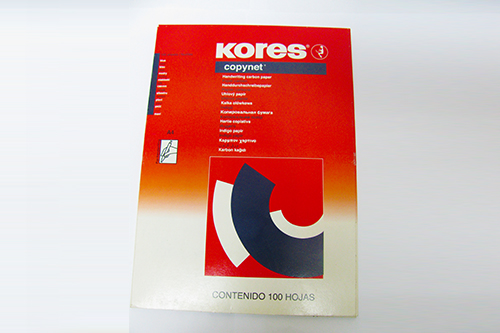 KORES
copynet
Handwriting carbon paper
Handdurchschreibepapier
Uhlový papír
Kalka ołówkowa
Копировальная бумага
Hartie copiativa
Indigo papír
Καρμπόν χαρτικα
Karbon kağıdı
A4
CONTENIDO 100 HOJAS